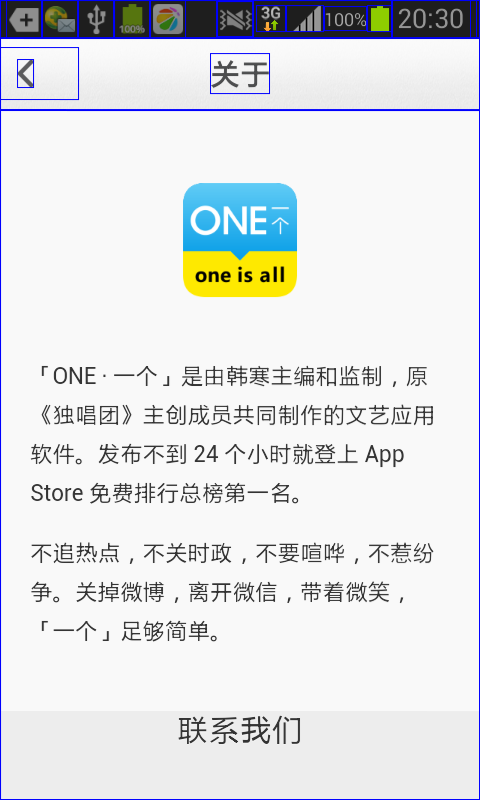 100%
3G
100%
20:30
关于
ONE 一个
one is all
「ONE · 一个」是由韩寒主编和监制，原
《独唱团》主创成员共同制作的文艺应用
软件。发布不到 24 个小时就登上 App
Store 免费排行总榜第一名。
不追热点，不关时政，不要喧哗，不惹纷
争。关掉微博，离开微信，带着微笑，
「一个」足够简单。
联系我们